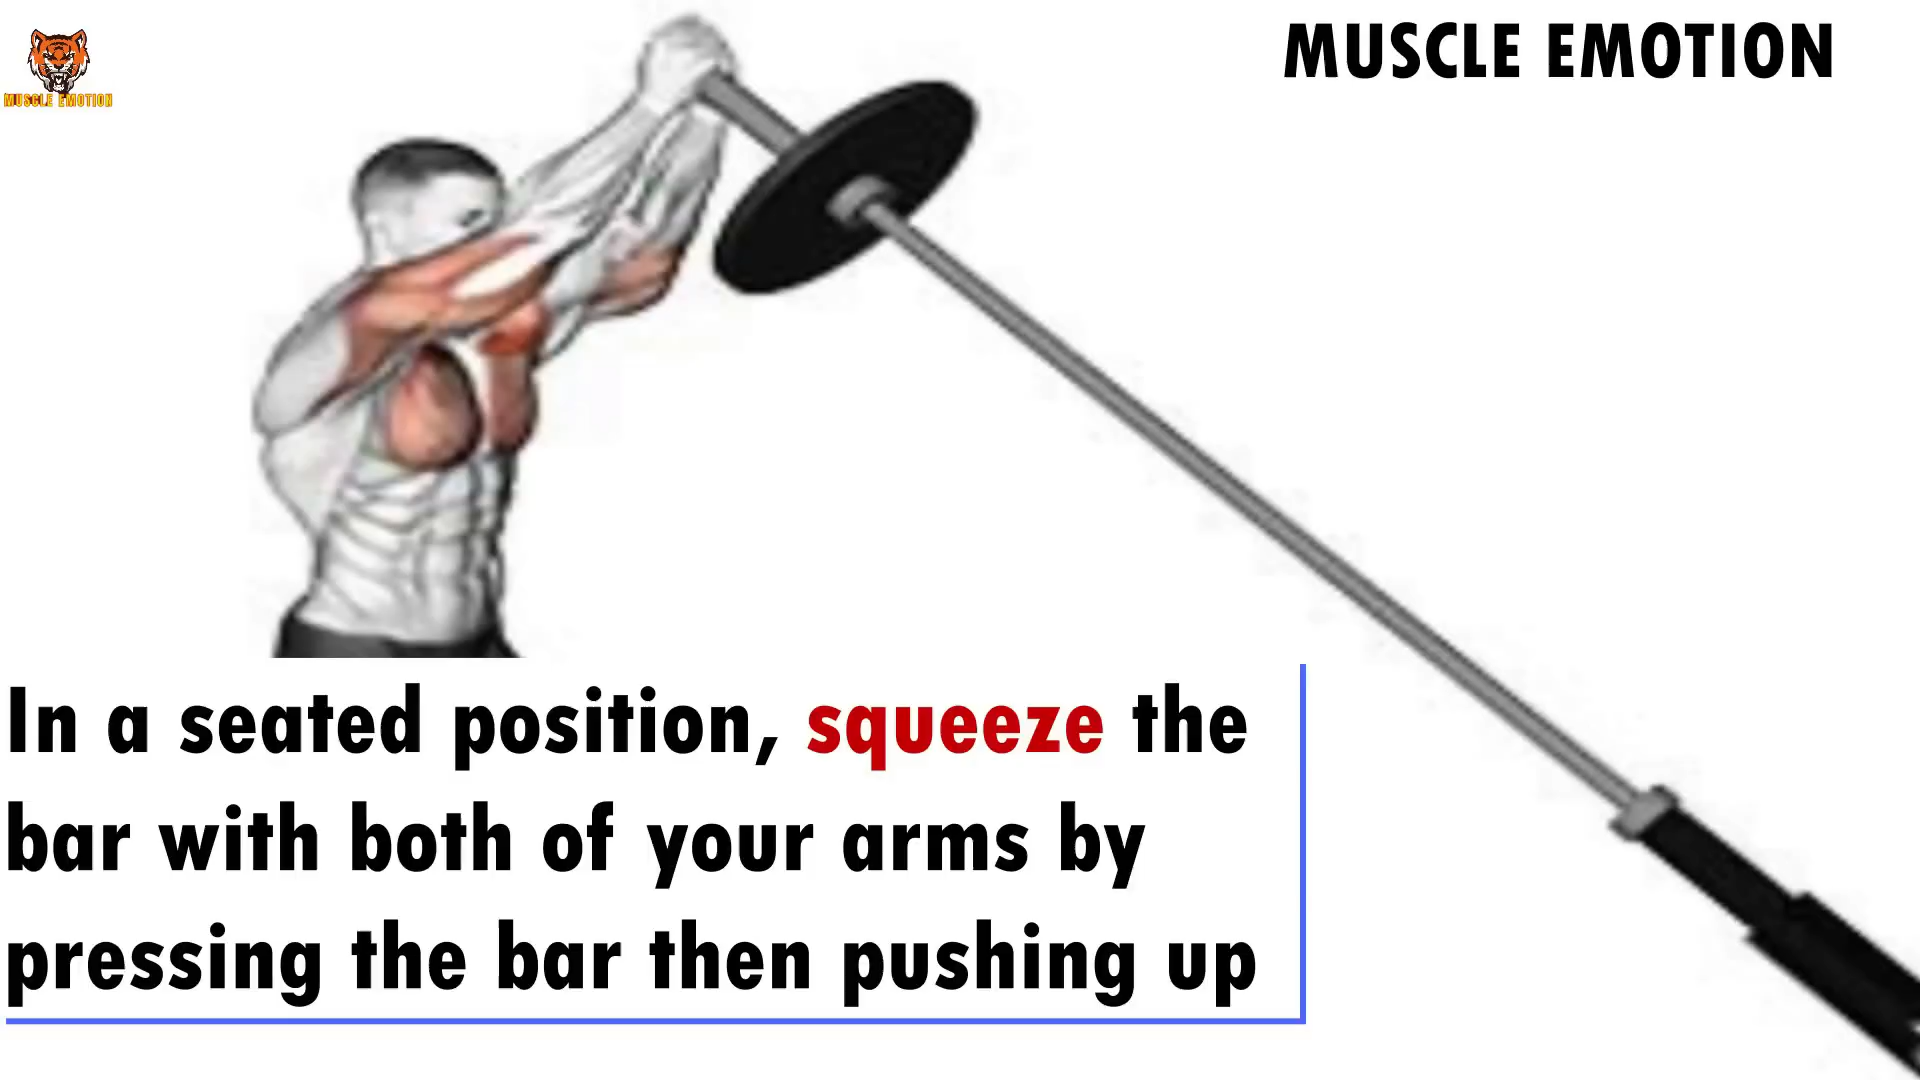 MUSCLE EMOTION
MUSCLE EMOTION
In a seated position, squeeze the
bar with both of your arms by
pressing the bar then pushing up